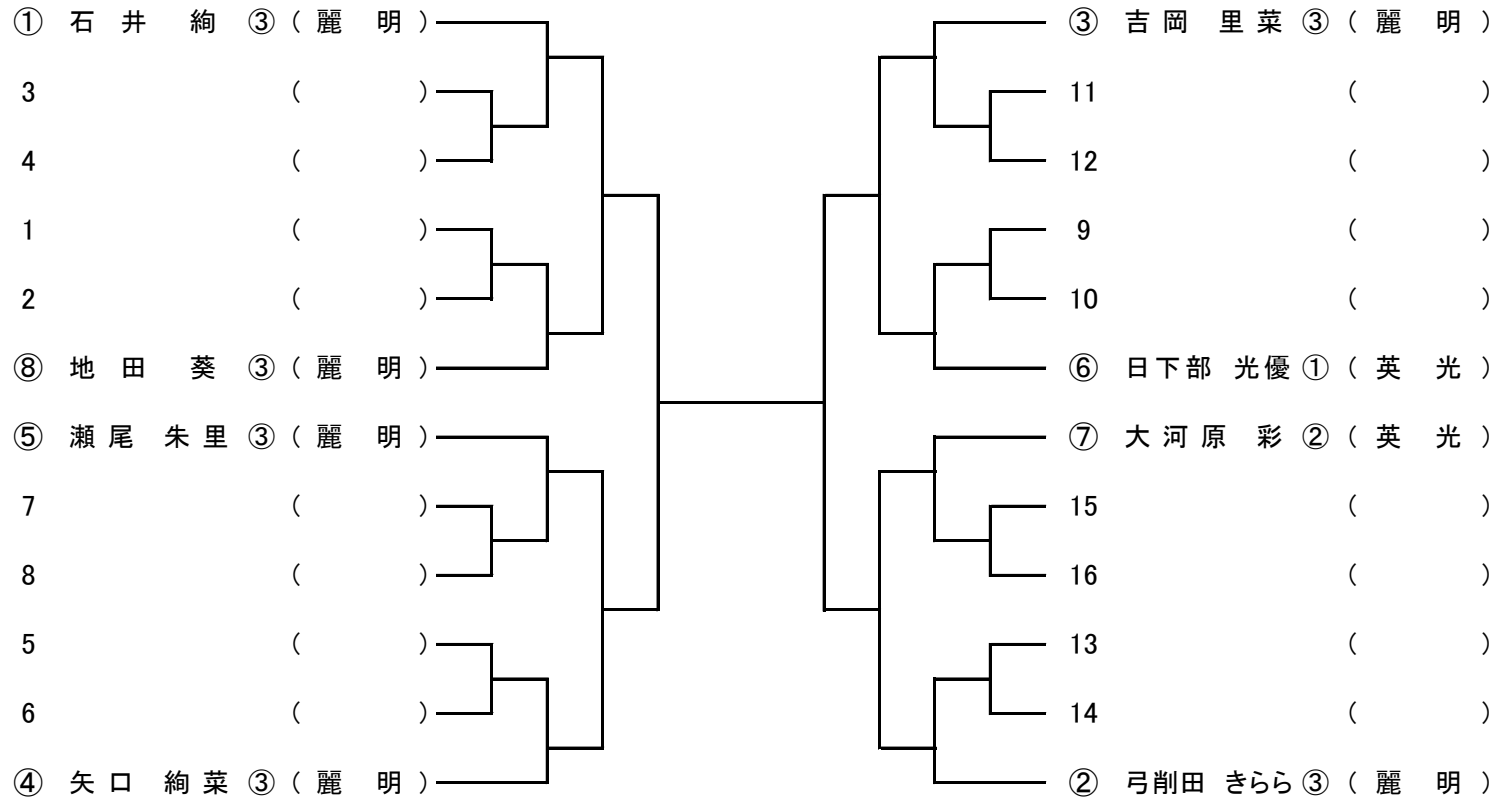 ① 石 井 絢 ③ ( 麗 明 )
3 ( )
4 ( )
1 ( )
2 ( )
⑧ 地 田 葵 ③ ( 麗 明 )
⑤ 瀬 尾 朱 里 ③ ( 麗 明 )
7 ( )
8 ( )
5 ( )
6 ( )
④ 矢 口 絢 菜 ③ ( 麗 明 )
③ 吉 岡 里 菜 ③ ( 麗 明 )
11 ( )
12 ( )
9 ( )
10 ( )
⑥ 日下部 光優 ① ( 英 光 )
⑦ 大 河 原 彩 ② ( 英 光 )
15 ( )
16 ( )
13 ( )
14 ( )
② 弓削田 きらら ③ ( 麗 明 )